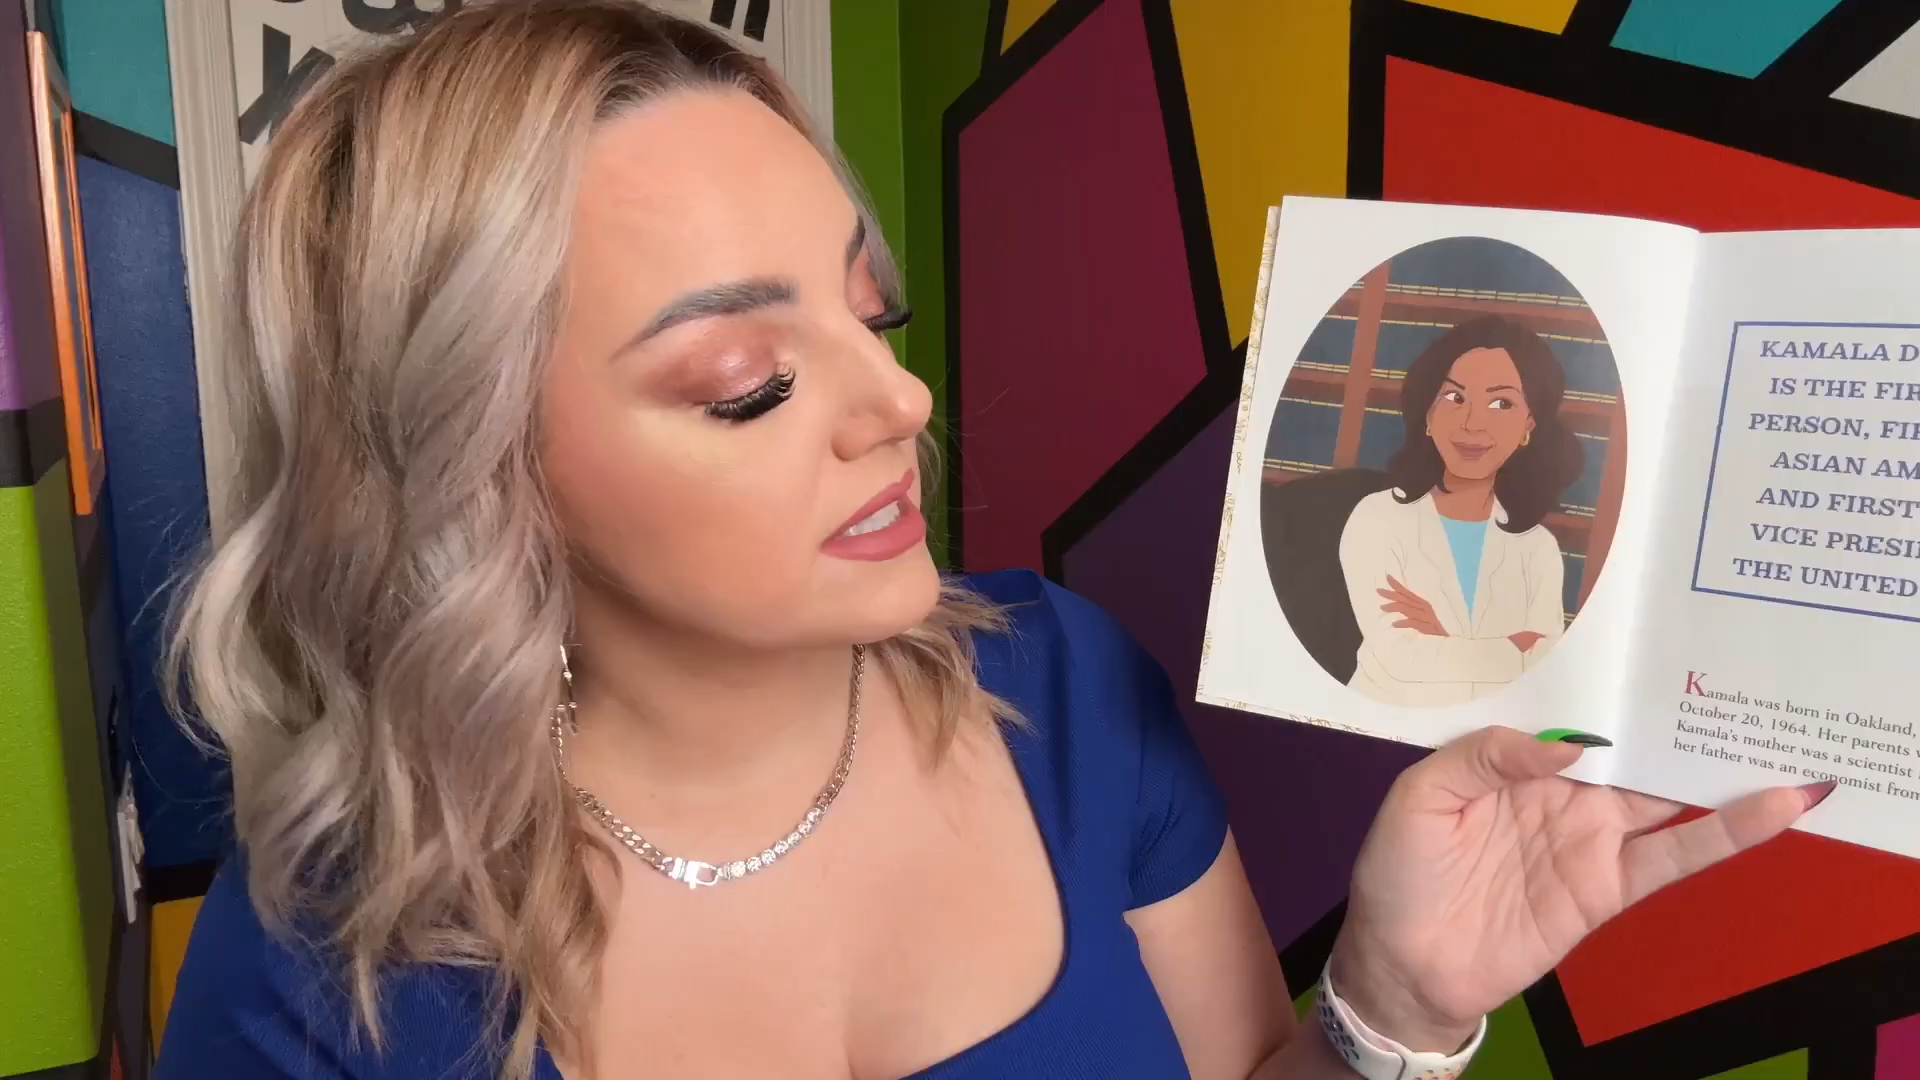 KAMALA D
IS THE FIR
PERSON, FIR
ASIAN AM
AND FIRST
VICE PRESI
THE UNITED
Kamala was born in Oakland,
October 20, 1964. Her parents
Kamala's mother was a scientist
her father was an economist from